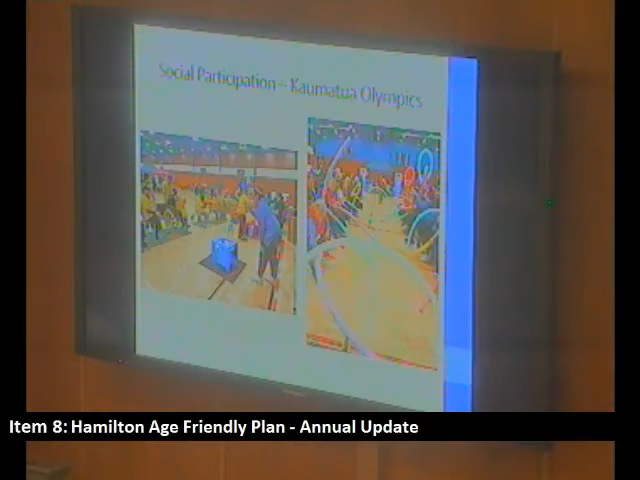 Social Participation – Kaumatua Olympics
Item 8: Hamilton Age Friendly Plan - Annual Update